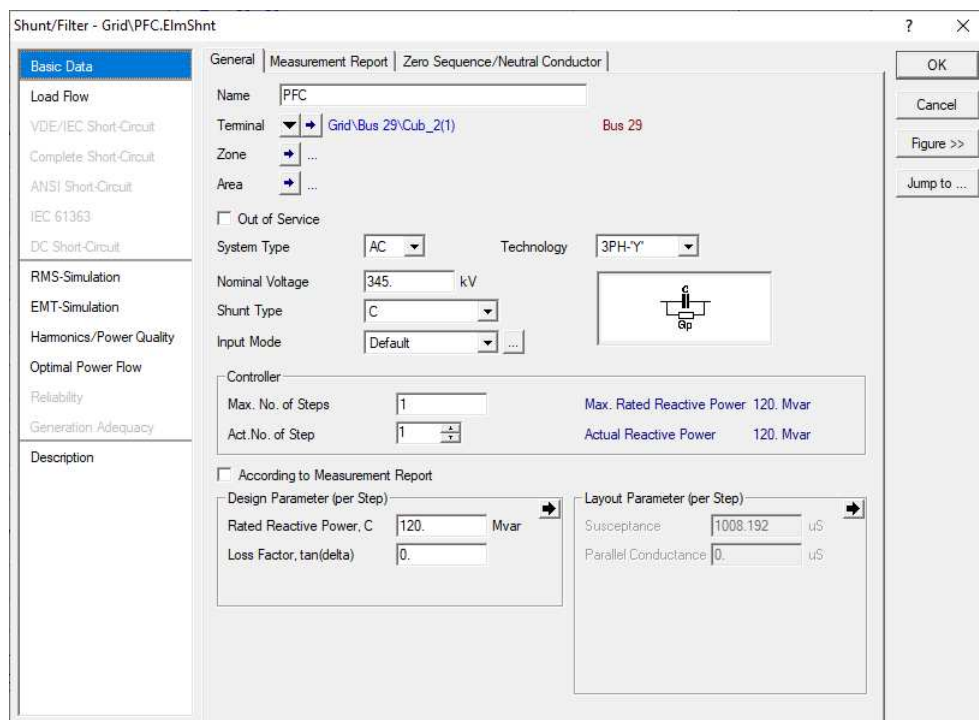 Shunt/Filter - Grid\PFC.ElmShnt
?
Basic Data
Load Flow
VDE/IEC Short-Circuit
Complete Short-Circuit
ANSI Short-Circuit
IEC 61363
DC Short-Circuit
RMS-Simulation
EMT-Simulation
Harmonics/Power Quality
Optimal Power Flow
Reliability
Generation Adequacy
Description
General Measurement Report Zero Sequence/Neutral Conductor
Name PFC
Terminal Grid\Bus 29\Cub_2(1) Bus 29
Zone ...
Area ...
Out of Service
System Type AC Technology 3PH-'Y'
Nominal Voltage 345. kV
Shunt Type C
Input Mode Default ...
C
Gp
Controller
Max. No. of Steps 1 Max. Rated Reactive Power 120. Mvar
Act.No. of Step 1 Actual Reactive Power 120. Mvar
According to Measurement Report
Design Parameter (per Step)
Rated Reactive Power, C 120. Mvar
Loss Factor, tan(delta) 0.
Layout Parameter (per Step)
Susceptance 1008.192 uS
Parallel Conductance 0. uS
OK
Cancel
Figure >>
Jump to ...